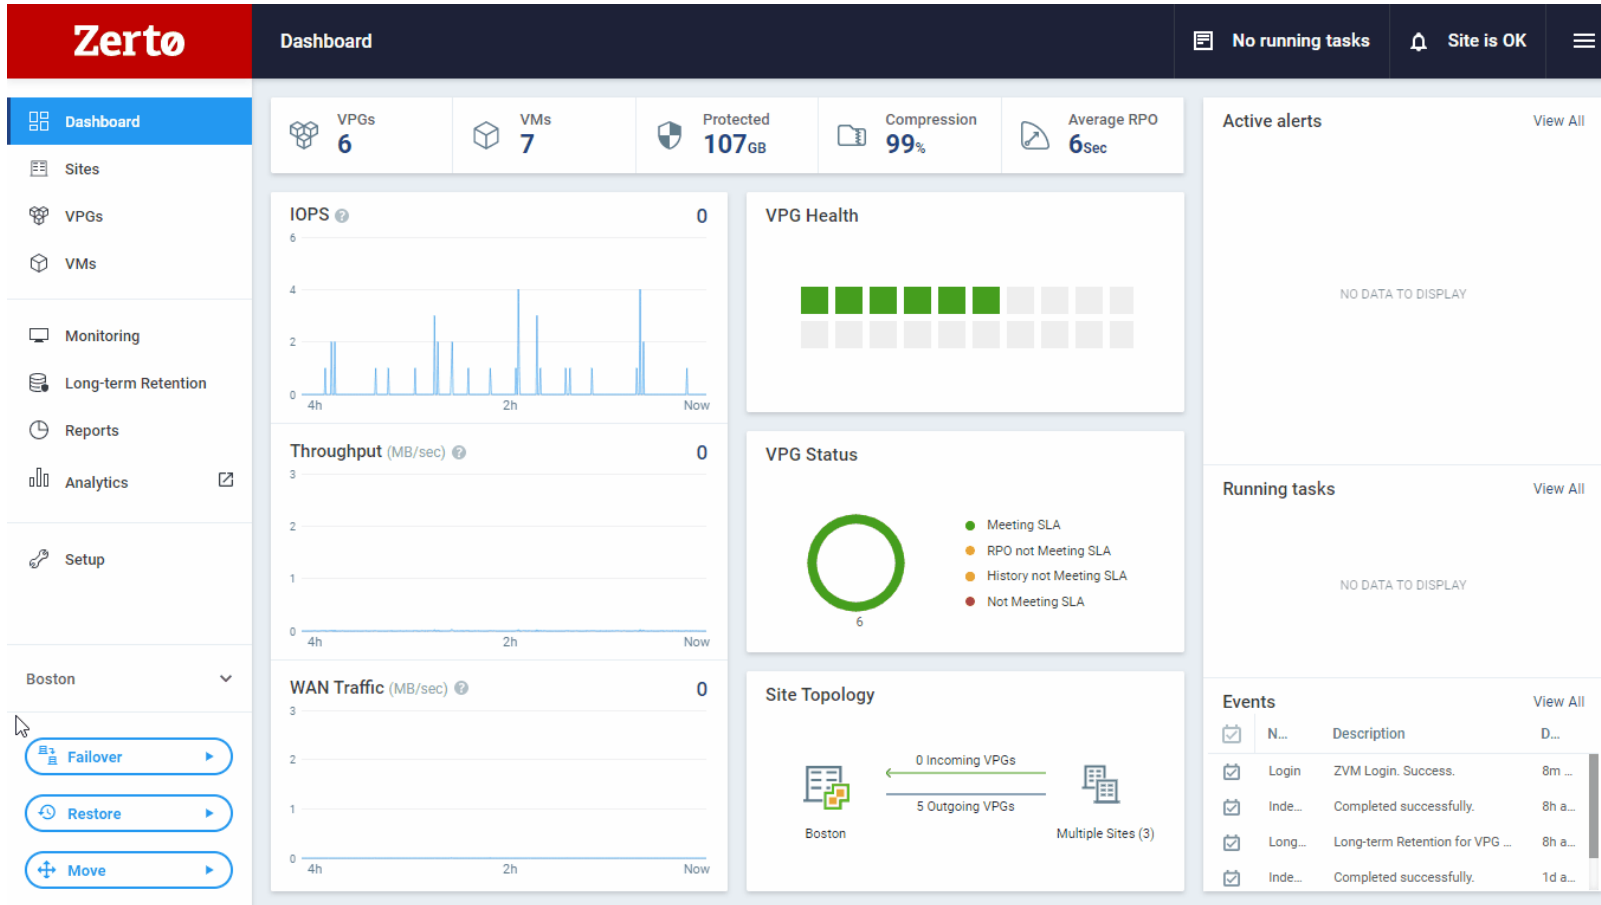 Zertø
Dashboard
No running tasks
Site is OK
Dashboard
Sites
VPGs
VMs
Monitoring
Long-term Retention
Reports
Analytics
Setup
Boston
Failover
Restore
Move
VPGs
6
VMs
7
Protected
107GB
Compression
99%
Average RPO
6Sec
IOPS ?
0
6
4
2
0
4h
2h
Now
Throughput (MB/sec) ?
0
3
2
1
0
4h
2h
Now
WAN Traffic (MB/sec) ?
0
3
2
1
0
4h
2h
Now
VPG Health
VPG Status
6
Meeting SLA
RPO not Meeting SLA
History not Meeting SLA
Not Meeting SLA
Site Topology
0 Incoming VPGs
5 Outgoing VPGs
Boston
Multiple Sites (3)
Active alerts
View All
NO DATA TO DISPLAY
Running tasks
View All
NO DATA TO DISPLAY
Events
View All
N... Description D...
Login ZVM Login. Success. 8m ...
Inde... Completed successfully. 8h a...
Long... Long-term Retention for VPG ... 8h a...
Inde... Completed successfully. 1d a...